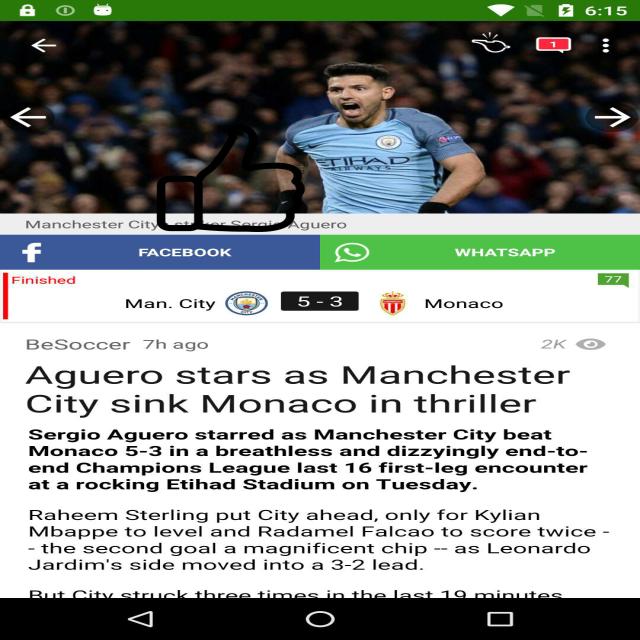 6:15
1
ETIHAD
AIRWAYS
Manchester City striker Sergio Aguero
FACEBOOK
WHATSAPP
Finished
77
Man. City
5 - 3
Monaco
BeSoccer 7h ago
2K
Aguero stars as Manchester
City sink Monaco in thriller
Sergio Aguero starred as Manchester City beat
Monaco 5-3 in a breathless and dizzyingly end-to-
end Champions League last 16 first-leg encounter
at a rocking Etihad Stadium on Tuesday.
Raheem Sterling put City ahead, only for Kylian
Mbappe to level and Radamel Falcao to score twice -
- the second goal a magnificent chip -- as Leonardo
Jardim's side moved into a 3-2 lead.
But City struck three times in the last 19 minutes